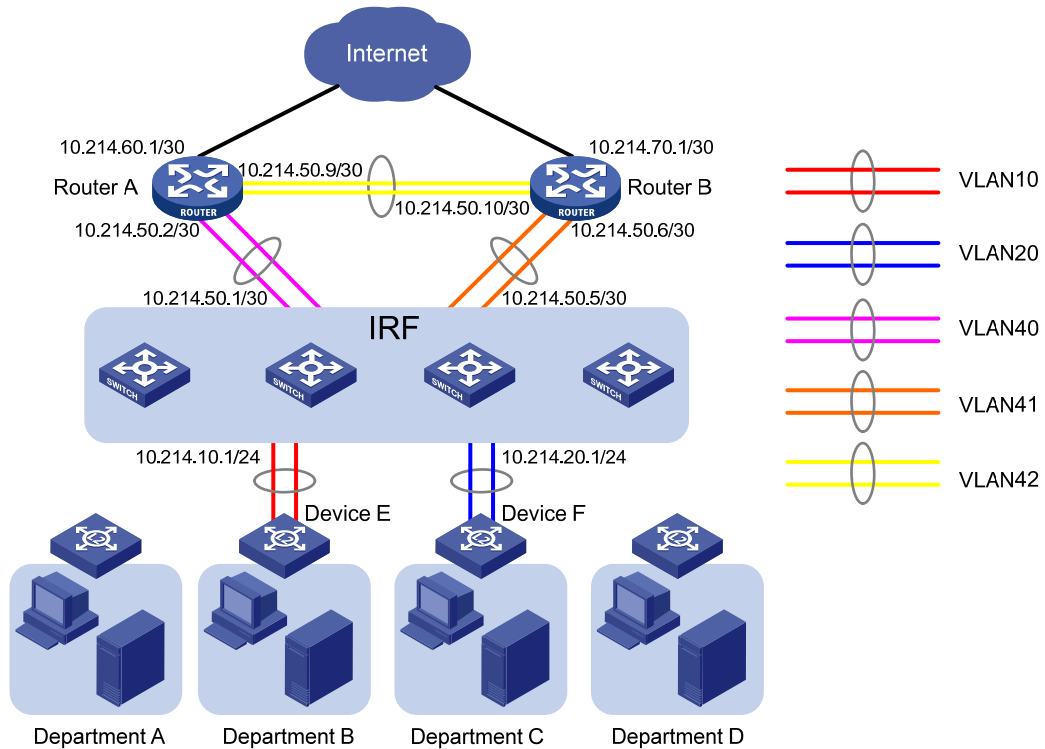 Internet
10.214.60.1/30
10.214.70.1/30
10.214.50.9/30
Router A
Router B
ROUTER
ROUTER
10.214.50.10/30
10.214.50.2/30
10.214.50.6/30
10.214.50.1/30
10.214.50.5/30
IRF
SWITCH
SWITCH
SWITCH
SWITCH
10.214.10.1/24
10.214.20.1/24
Device E
Device F
Department A
Department B
Department C
Department D
VLAN10
VLAN20
VLAN40
VLAN41
VLAN42